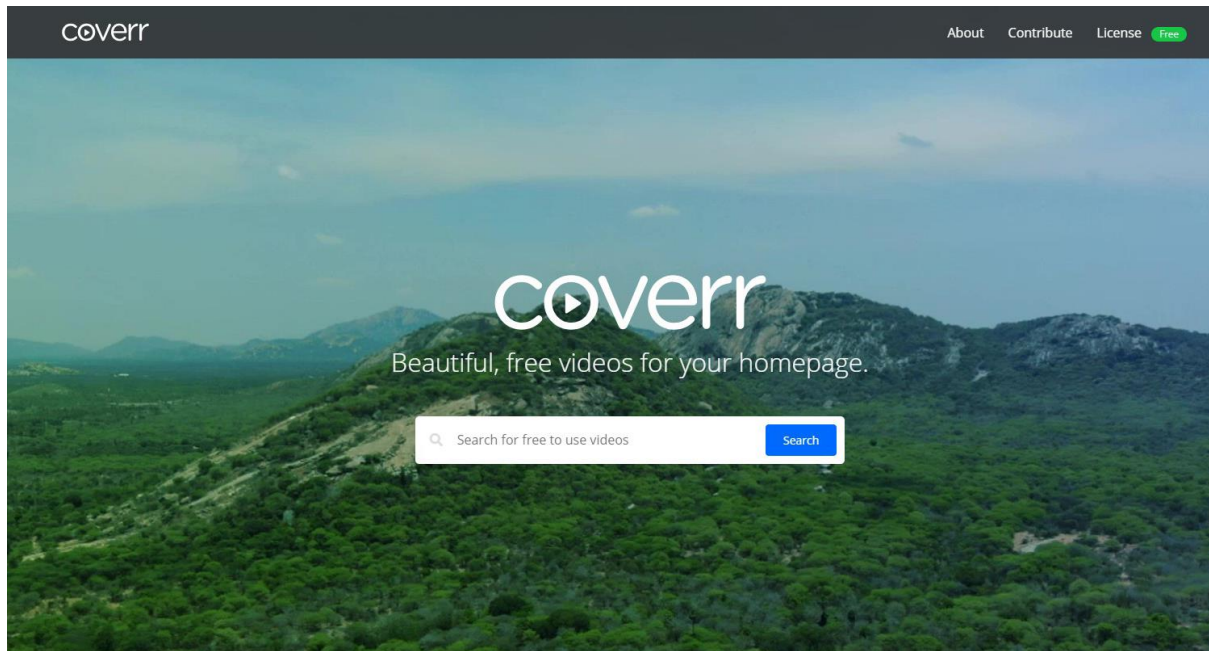 coverr
About Contribute License Free
coverr
Beautiful, free videos for your homepage.
Search for free to use videos
Search